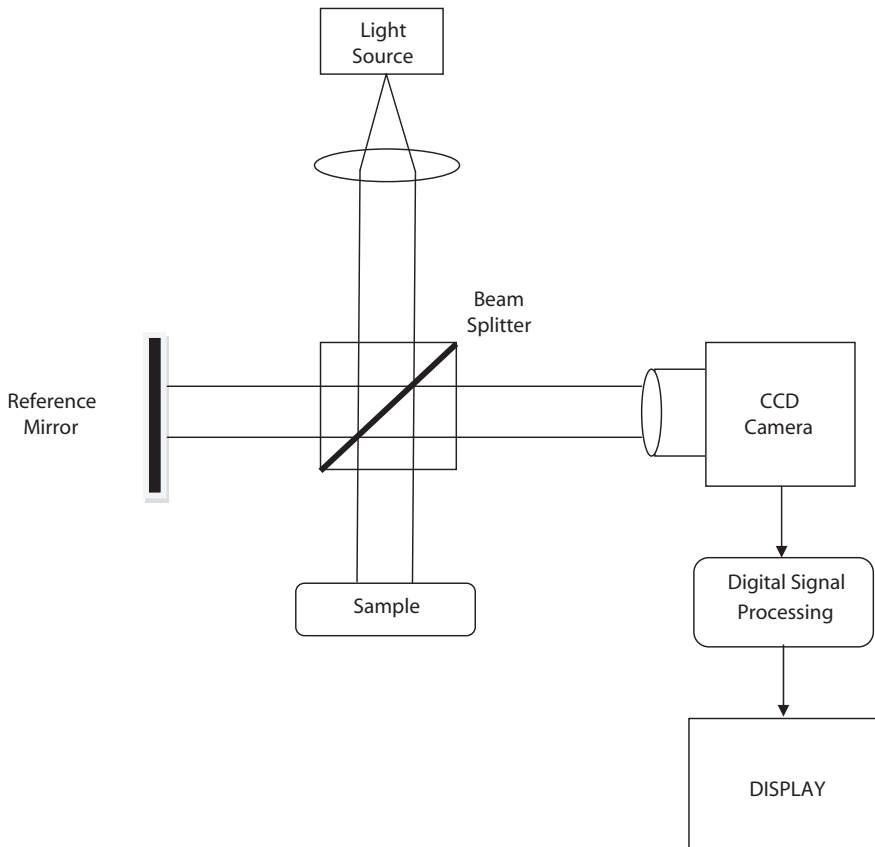 Light
Source
Beam
Splitter
Reference
Mirror
CCD
Camera
Sample
Digital Signal
Processing
DISPLAY